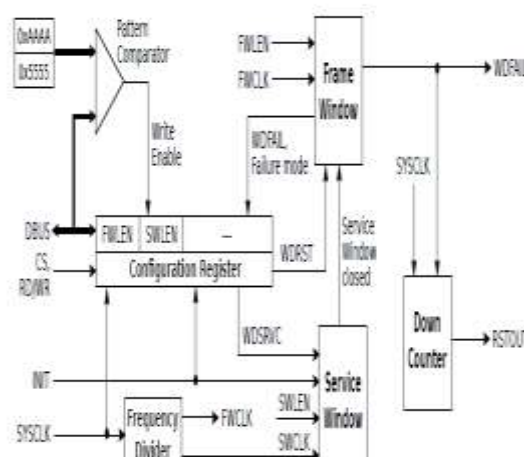 0xAAAA
0x5555
Pattern
Comparator
Write
Enable
FWLEN
FWCLK
Frame
Window
WDFAIL
WDFAIL,
Failure mode
SYSCLK
DBUS
FWLEN SWLEN —
Configuration Register
CS,
RD/WR
WDRST
Service
Window
closed
Down
Counter
RSTOUT
WDSRVC
INIT
Service
Window
SWLEN
SYSCLK
Frequency
Divider
FWCLK
SWCLK